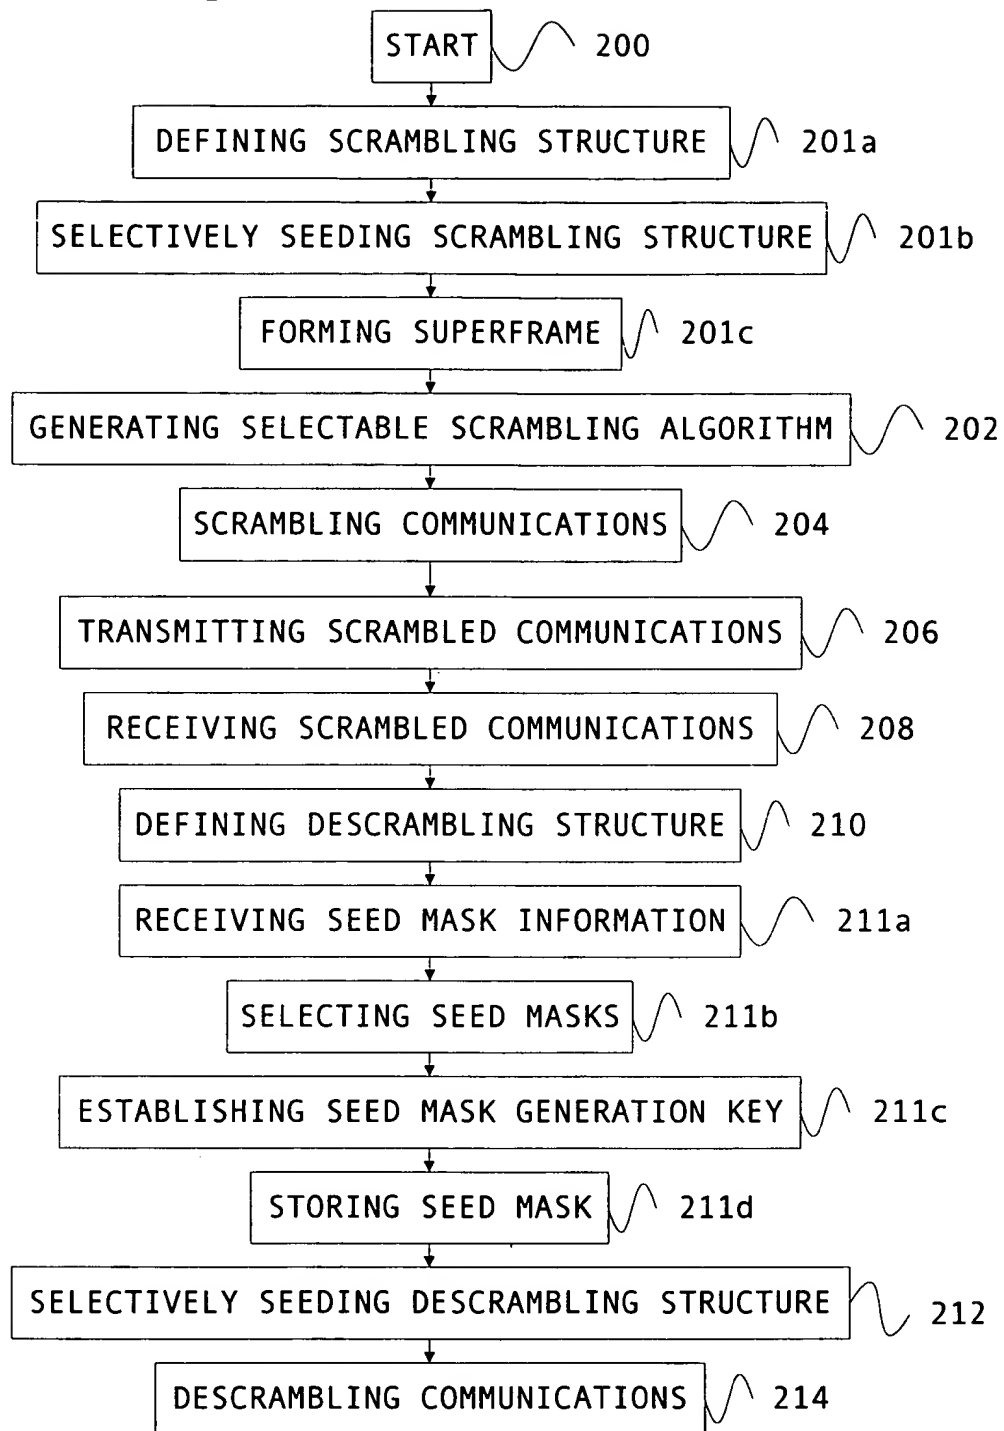 START 200
DEFINING SCRAMBLING STRUCTURE 201a
SELECTIVELY SEEDING SCRAMBLING STRUCTURE 201b
FORMING SUPERFRAME 201c
GENERATING SELECTABLE SCRAMBLING ALGORITHM 202
SCRAMBLING COMMUNICATIONS 204
TRANSMITTING SCRAMBLED COMMUNICATIONS 206
RECEIVING SCRAMBLED COMMUNICATIONS 208
DEFINING DESCRAMBLING STRUCTURE 210
RECEIVING SEED MASK INFORMATION 211a
SELECTING SEED MASKS 211b
ESTABLISHING SEED MASK GENERATION KEY 211c
STORING SEED MASK 211d
SELECTIVELY SEEDING DESCRAMBLING STRUCTURE 212
DESCRAMBLING COMMUNICATIONS 214